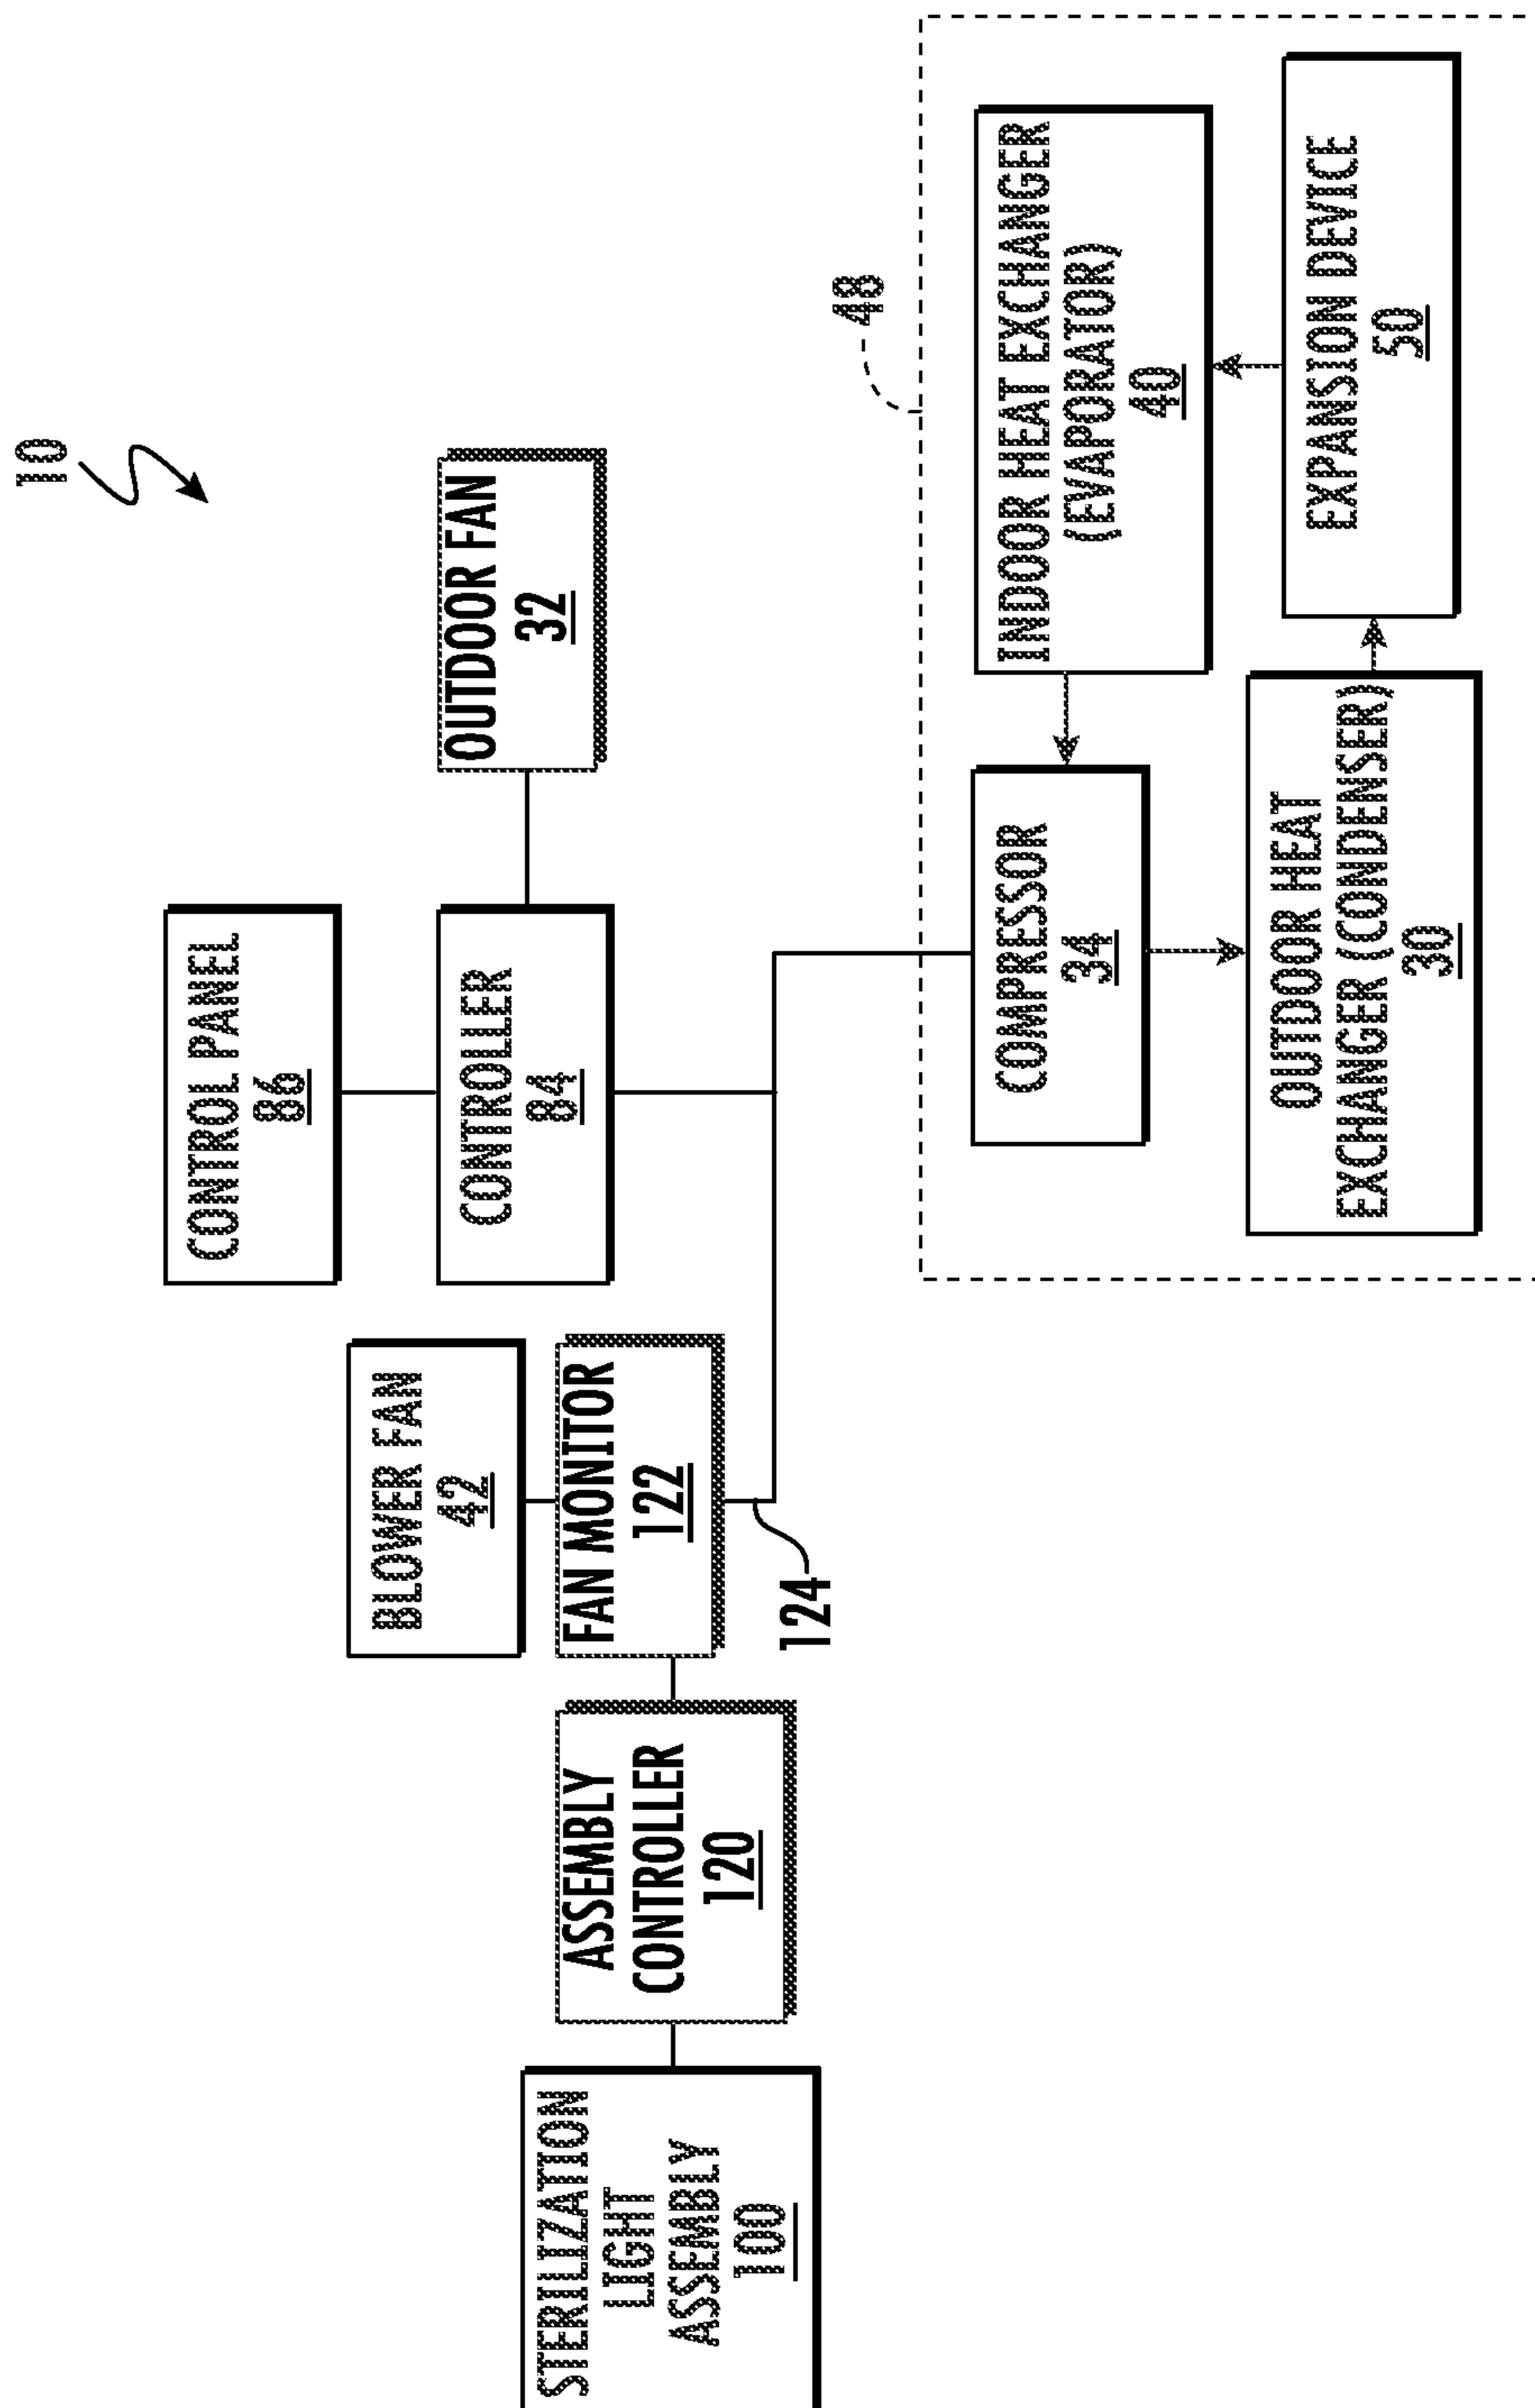 10
CONTROL PANEL
86
CONTROLLER
84
OUTDOOR FAN
32
BLOWER FAN
42
FAN MONITOR
122
124
ASSEMBLY
CONTROLLER
120
STERILIZATION
LIGHT
ASSEMBLY
100
48
COMPRESSOR
34
INDOOR HEAT EXCHANGER
(EVAPORATOR)
40
OUTDOOR HEAT
EXCHANGER (CONDENSER)
30
EXPANSION DEVICE
50